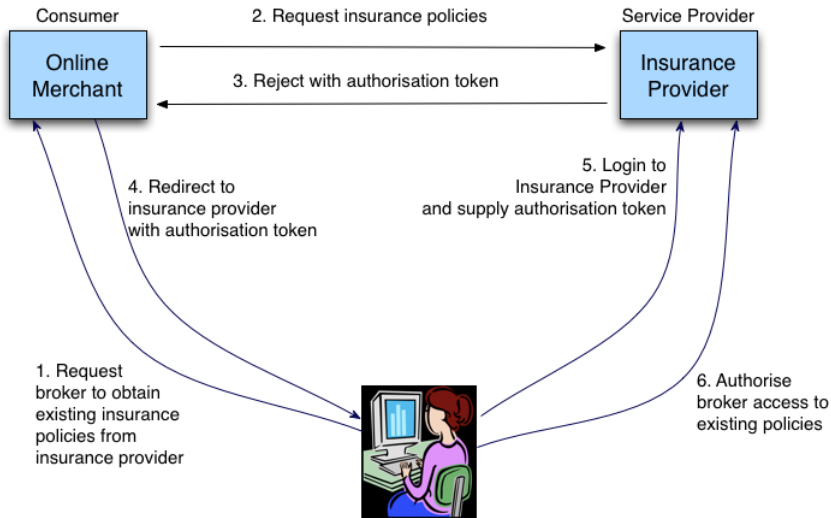 Consumer
2. Request insurance policies
Service Provider
Online
Merchant
Insurance
Provider
3. Reject with authorisation token
4. Redirect to
insurance provider
with authorisation token
5. Login to
Insurance Provider
and supply authorisation token
1. Request
broker to obtain
existing insurance
policies from
insurance provider
6. Authorise
broker access to
existing policies